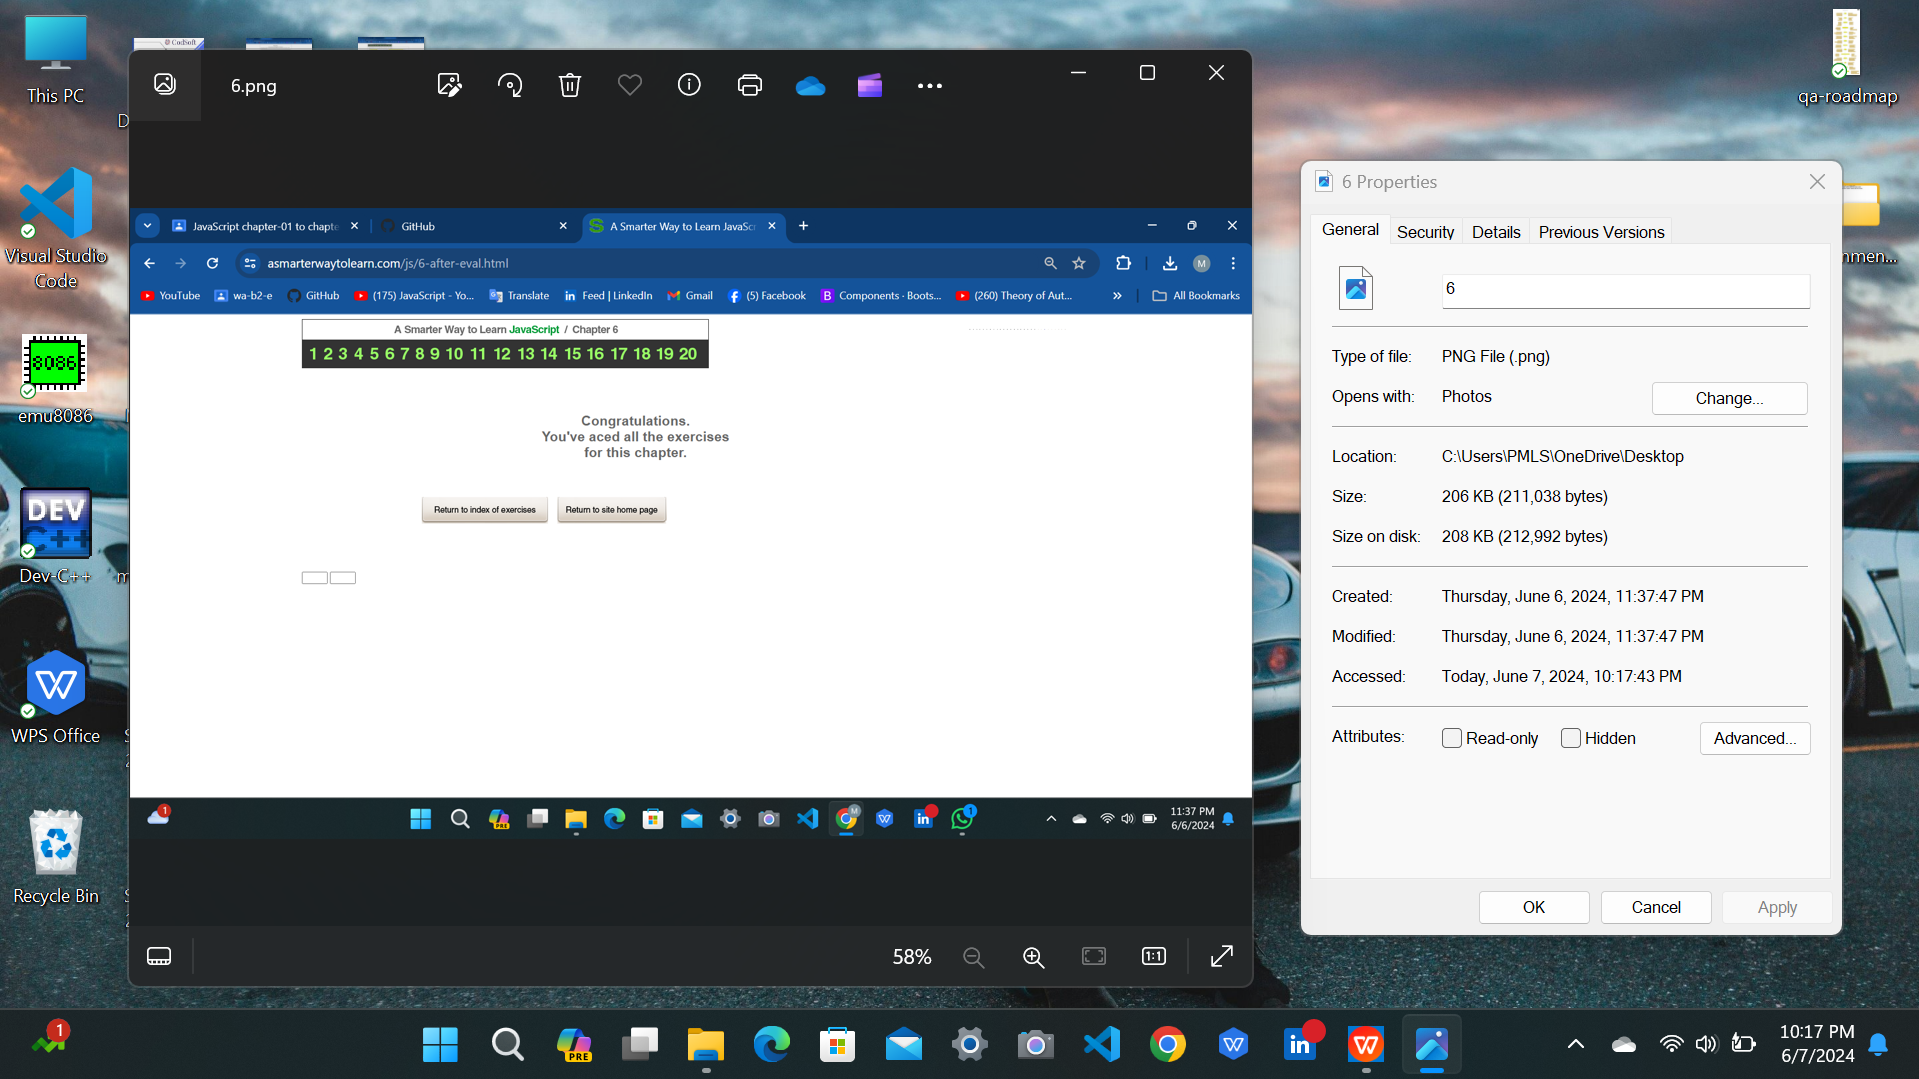 This PC
Visual Studio
Code
8086
emu8086
DEV
C++
Dev-C++
WPS Office
Recycle Bin
@ CodSoft
qa-roadmap
nmen...
6.png
JavaScript chapter-01 to chapte
GitHub
A Smarter Way to Learn JavaScr
asmarterwaytolearn.com/js/6-after-eval.html
M
YouTube
wa-b2-e
GitHub
(175) JavaScript - Yo...
Translate
Feed | LinkedIn
Gmail
(5) Facebook
Components · Boots...
(260) Theory of Aut...
All Bookmarks
A Smarter Way to Learn JavaScript / Chapter 6
1 2 3 4 5 6 7 8 9 10 11 12 13 14 15 16 17 18 19 20
Congratulations.
You've aced all the exercises
for this chapter.
Return to index of exercises
Return to site home page
1
PRE
M
1
11:37 PM
6/6/2024
58%
1:1
6 Properties
General
Security
Details
Previous Versions
6
Type of file: PNG File (.png)
Opens with: Photos
Change...
Location: C:\Users\PMLS\OneDrive\Desktop
Size: 206 KB (211,038 bytes)
Size on disk: 208 KB (212,992 bytes)
Created: Thursday, June 6, 2024, 11:37:47 PM
Modified: Thursday, June 6, 2024, 11:37:47 PM
Accessed: Today, June 7, 2024, 10:17:43 PM
Attributes: Read-only Hidden
Advanced...
OK
Cancel
Apply
1
PRE
10:17 PM
6/7/2024